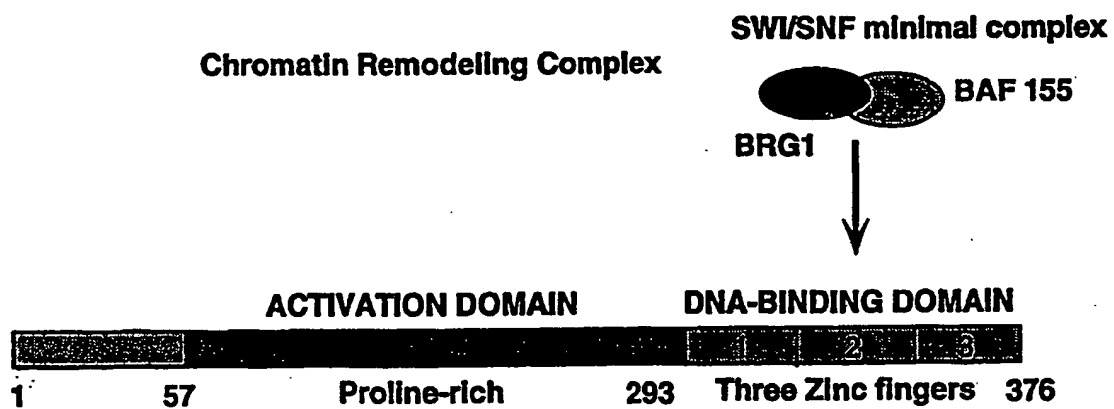 SWI/SNF minimal complex
Chromatin Remodeling Complex
BAF 155
BRG1
ACTIVATION DOMAIN DNA-BINDING DOMAIN
1 2 3
1 57 Proline-rich 293 Three Zinc fingers 376